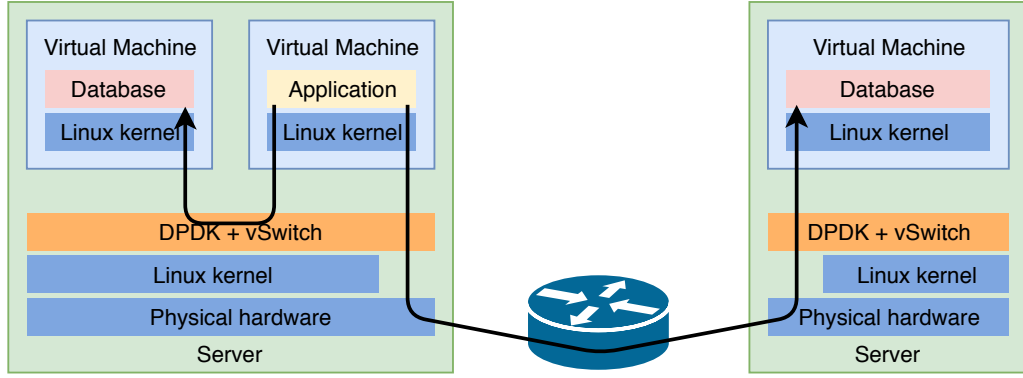 Virtual Machine
Database
Linux kernel
Virtual Machine
Application
Linux kernel
DPDK + vSwitch
Linux kernel
Physical hardware
Server
Virtual Machine
Database
Linux kernel
DPDK + vSwitch
Linux kernel
Physical hardware
Server